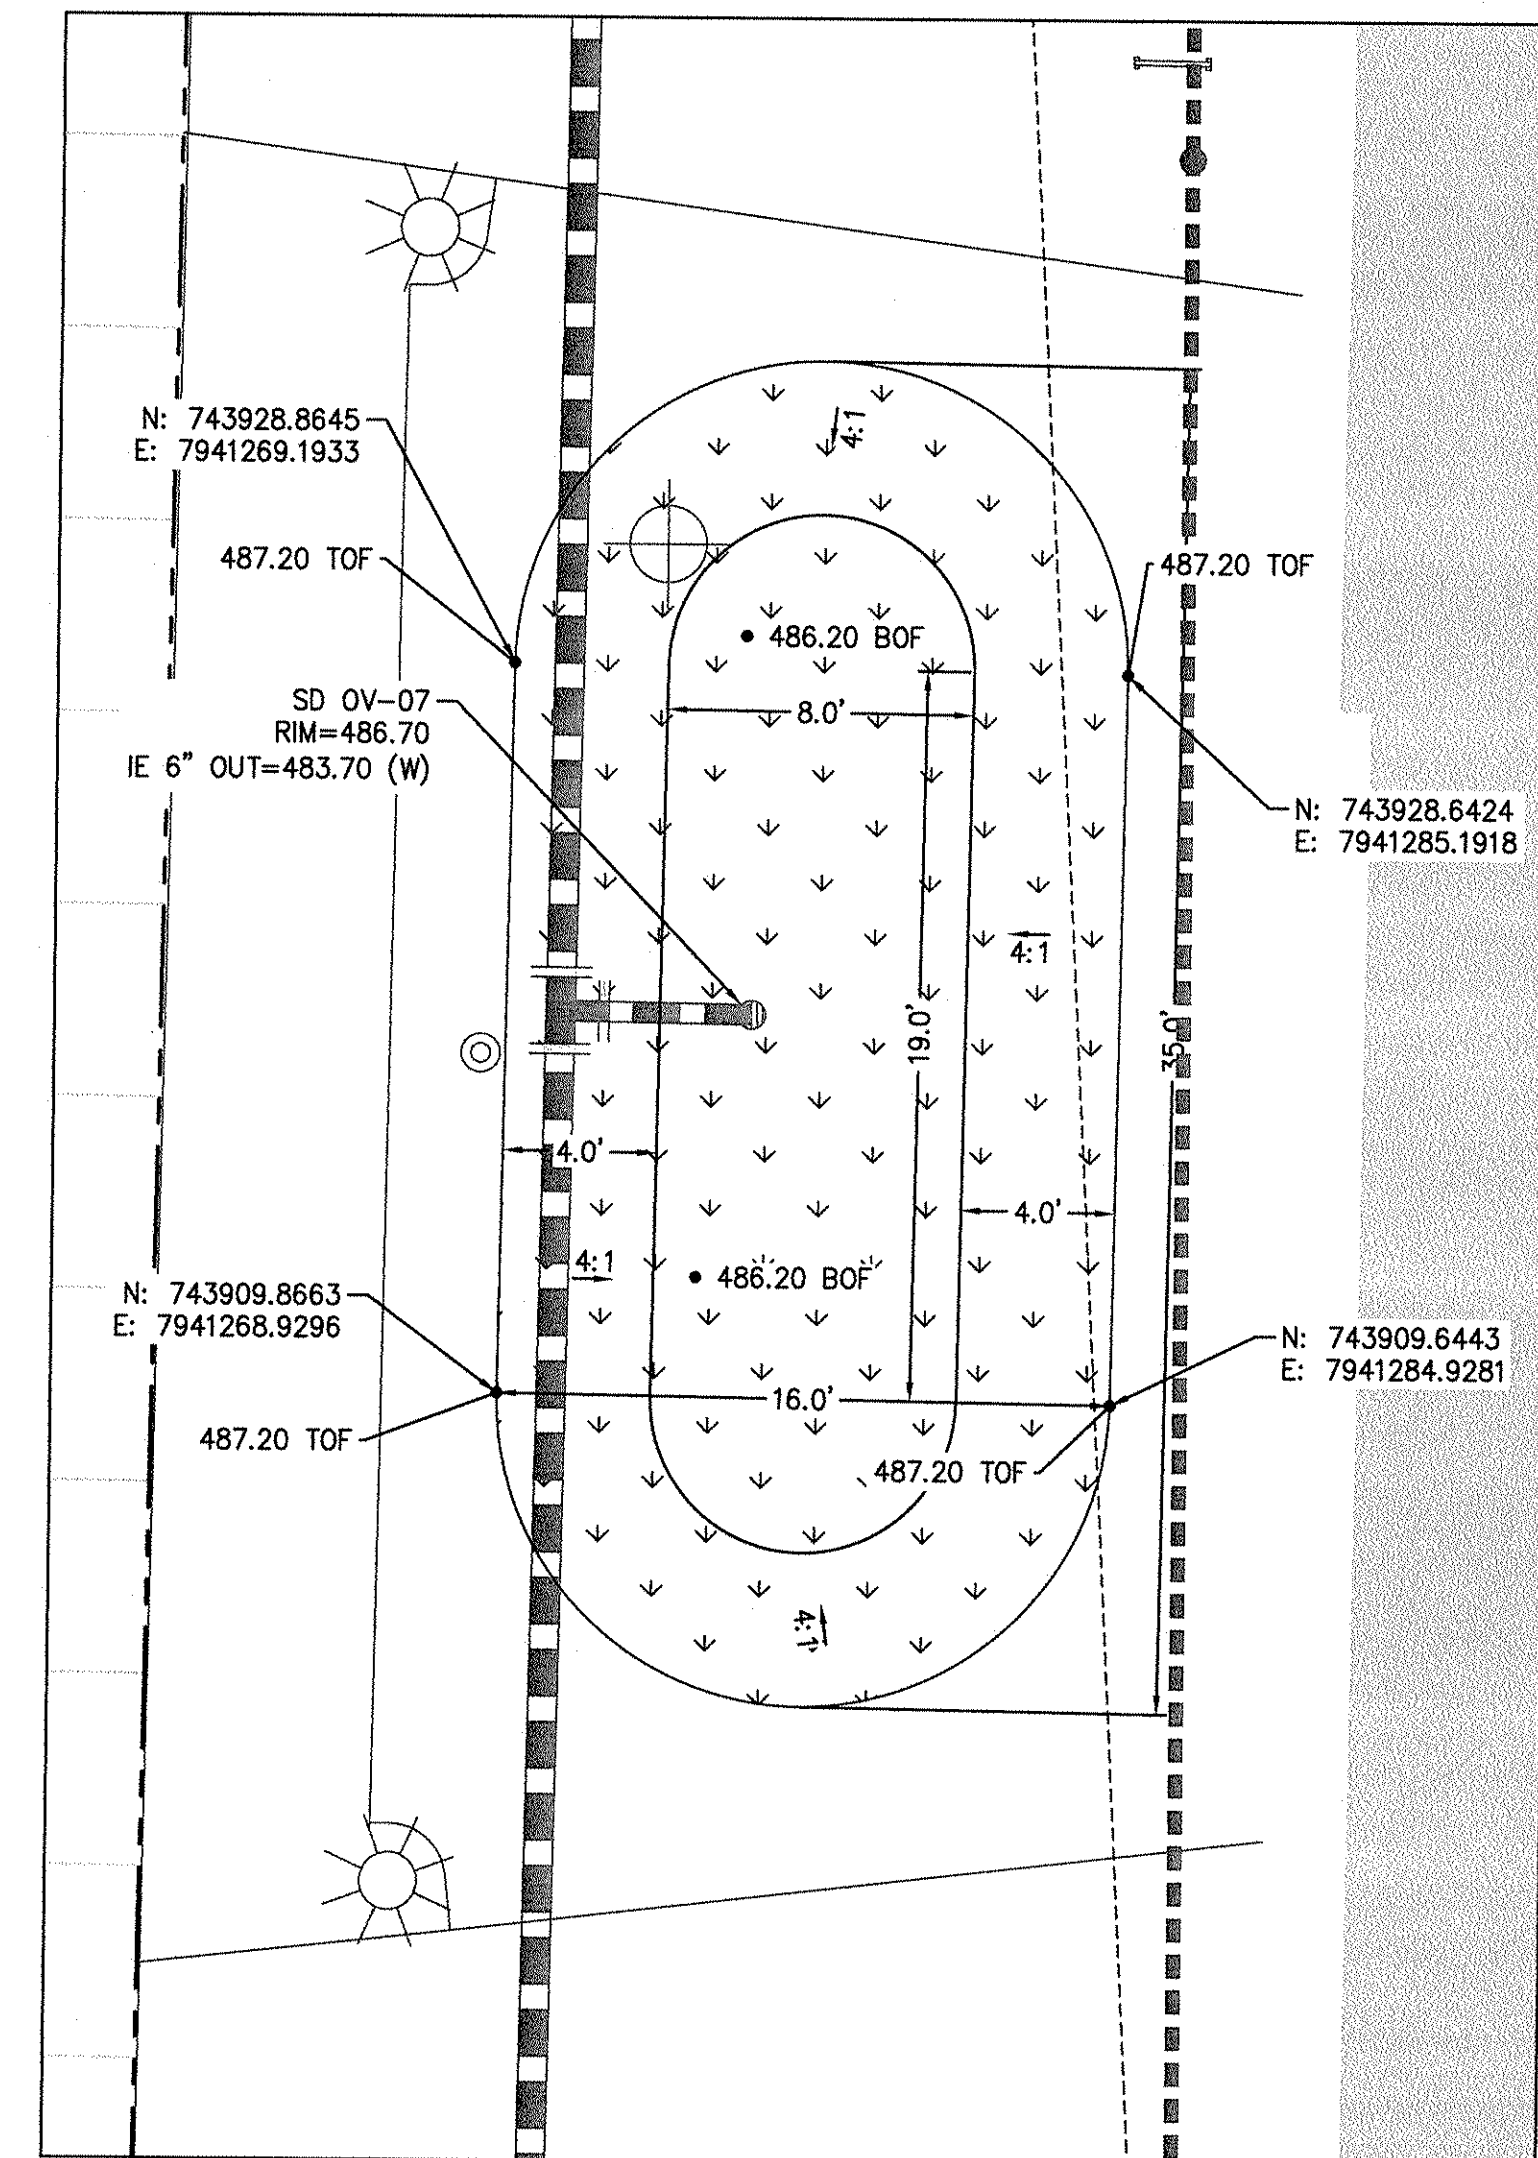 4:1
N: 743928.8645
E: 7941269.1933
487.20 TOF
487.20 TOF
486.20 BOF
SD OV-07
RIM=486.70
IE 6" OUT=483.70 (W)
8.0'
N: 743928.6424
E: 7941285.1918
4:1
19.0'
35.0'
4.0'
4.0'
4:1
486.20 BOF
N: 743909.8663
E: 7941268.9296
N: 743909.6443
E: 7941284.9281
16.0'
487.20 TOF
487.20 TOF
4:1